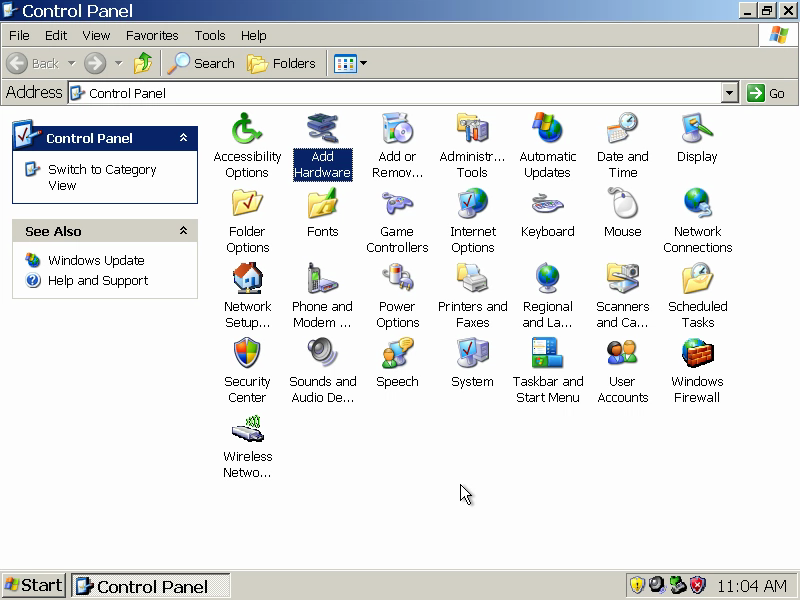 Control Panel
File Edit View Favorites Tools Help
Back Search Folders
Address Control Panel Go
Control Panel
Switch to Category
View
See Also
Windows Update
Help and Support
Accessibility
Options
Add
Hardware
Add or
Remov...
Administr...
Tools
Automatic
Updates
Date and
Time
Display
Folder
Options
Fonts
Game
Controllers
Internet
Options
Keyboard
Mouse
Network
Connections
Network
Setup...
Phone and
Modem ...
Power
Options
Printers and
Faxes
Regional
and La...
Scanners
and Ca...
Scheduled
Tasks
Security
Center
Sounds and
Audio De...
Speech
System
Taskbar and
Start Menu
User
Accounts
Windows
Firewall
Wireless
Netwo...
Start Control Panel 11:04 AM